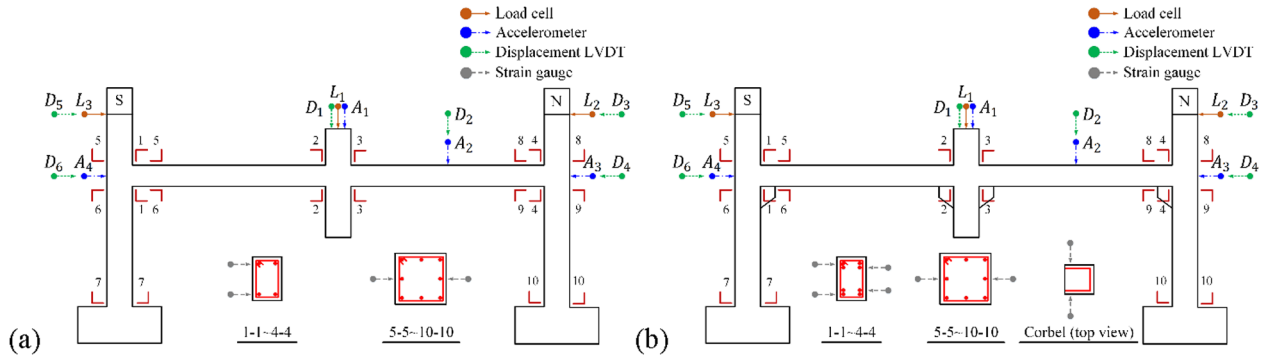 Load cell
Accelerometer
Displacement LVDT
Strain gauge
D₅ L₃ S D₁ L₁ A₁ D₂ N L₂ D₃
5 1 5 2 3 8 4 8
D₆ A₄ A₂ A₃ D₄
6 1 6 2 3 9 4 9
7 7 10 10
1-1~4-4 5-5~10-10
(a)
Load cell
Accelerometer
Displacement LVDT
Strain gauge
D₅ L₃ S D₁ L₁ A₁ D₂ N L₂ D₃
5 1 5 2 3 8 4 8
D₆ A₄ A₂ A₃ D₄
6 1 6 2 3 9 4 9
7 7 10 10
1-1~4-4 5-5~10-10 Corbel (top view)
(b)